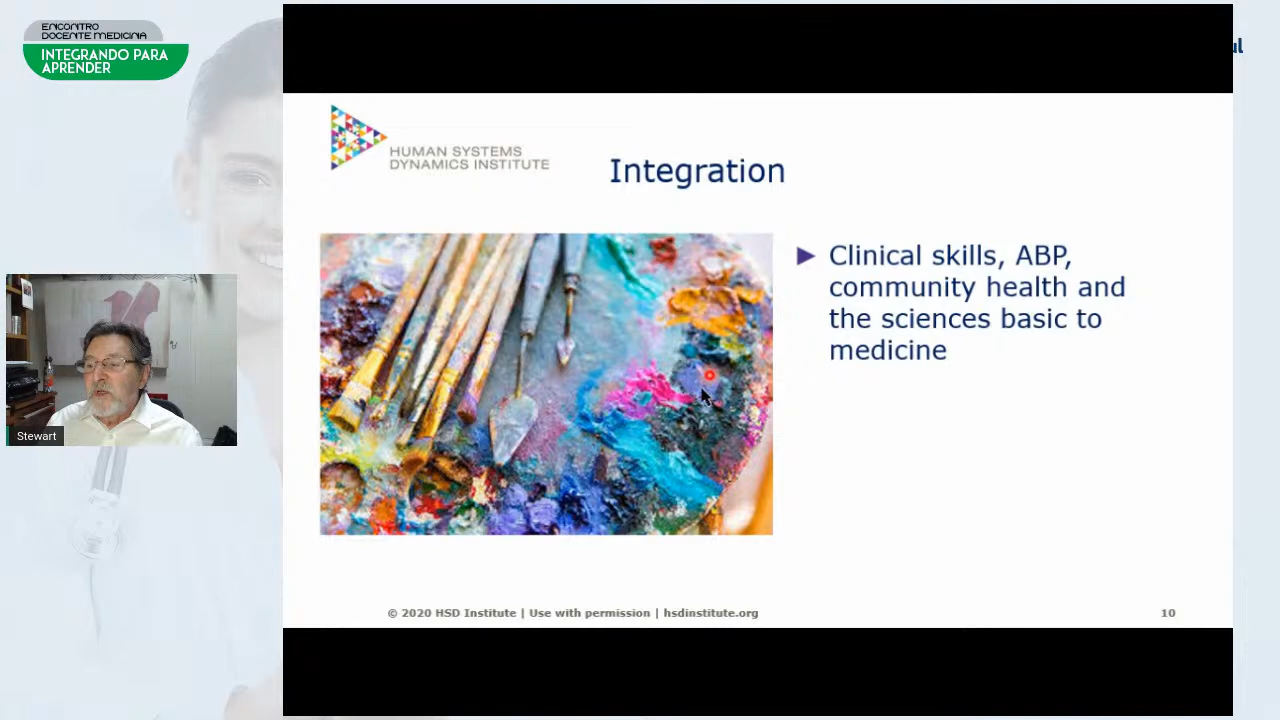 ENCONTRO
DOCENTE MEDICINA
INTEGRANDO PARA
APRENDER
HUMAN SYSTEMS
DYNAMICS INSTITUTE
Integration
Clinical skills, ABP,
community health and
the sciences basic to
medicine
Stewart
© 2020 HSD Institute | Use with permission | hsdinstitute.org
10